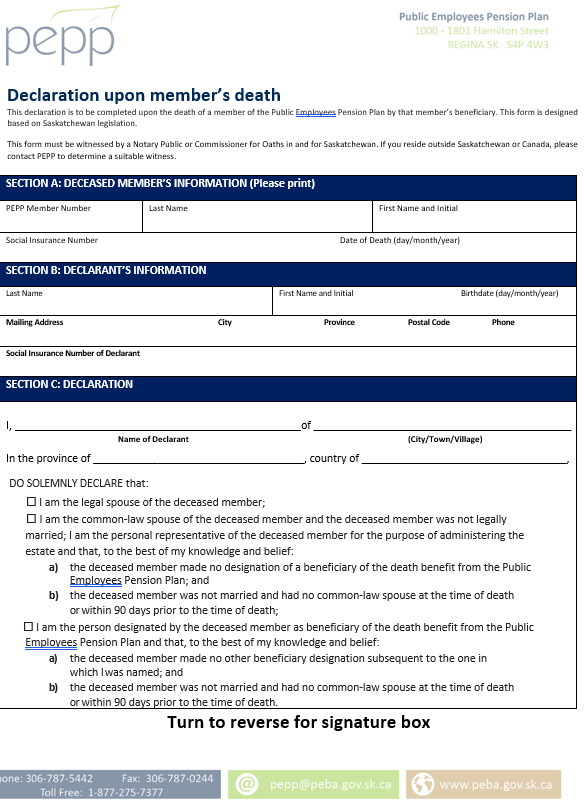 pepp
Public Employees Pension Plan
1000 - 1801 Hamilton Street
REGINA SK S4P 4W3
Declaration upon member's death
This declaration is to be completed upon the death of a member of the Public Employees Pension Plan by that member's beneficiary. This form is designed
based on Saskatchewan legislation.
This form must be witnessed by a Notary Public or Commissioner for Oaths in and for Saskatchewan. If you reside outside Saskatchewan or Canada, please
contact PEPP to determine a suitable witness.
SECTION A: DECEASED MEMBER'S INFORMATION (Please print)
PEPP Member Number Last Name First Name and Initial
Social Insurance Number Date of Death (day/month/year)
SECTION B: DECLARANT'S INFORMATION
Last Name First Name and Initial Birthdate (day/month/year)
Mailing Address City Province Postal Code Phone
Social Insurance Number of Declarant
SECTION C: DECLARATION
I, ______ of ______
Name of Declarant (City/Town/Village)
In the province of ______, country of ______,
DO SOLEMNLY DECLARE that:
☐ I am the legal spouse of the deceased member;
☐ I am the common-law spouse of the deceased member and the deceased member was not legally
married; I am the personal representative of the deceased member for the purpose of administering the
estate and that, to the best of my knowledge and belief:
a) the deceased member made no designation of a beneficiary of the death benefit from the Public
Employees Pension Plan; and
b) the deceased member was not married and had no common-law spouse at the time of death
or within 90 days prior to the time of death;
☐ I am the person designated by the deceased member as beneficiary of the death benefit from the Public
Employees Pension Plan and that, to the best of my knowledge and belief:
a) the deceased member made no other beneficiary designation subsequent to the one in
which I was named; and
b) the deceased member was not married and had no common-law spouse at the time of death
or within 90 days prior to the time of death.
Turn to reverse for signature box
hone: 306-787-5442 Fax: 306-787-0244
Toll Free: 1-877-275-7377
@ pepp@peba.gov.sk.ca
www.peba.gov.sk.ca